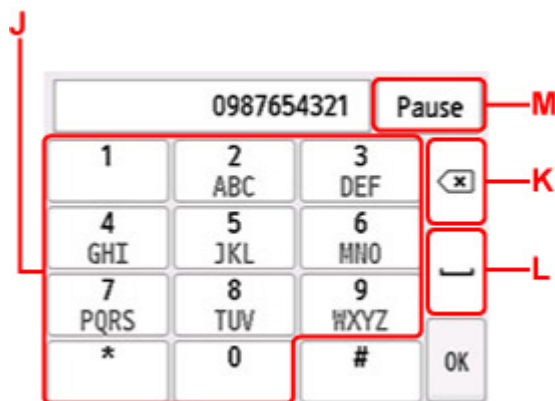 J
0987654321 Pause M
1 2 3
ABC DEF K
4 5 6
GHI JKL MNO
L
7 8 9
PQRS TUV WXYZ
* 0 # OK